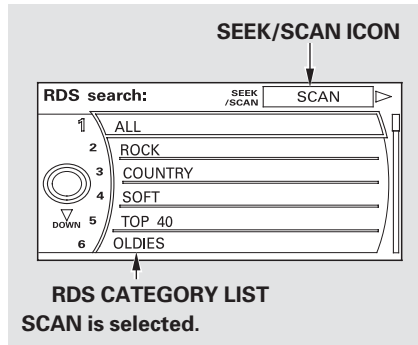 SEEK/SCAN ICON
RDS search:
SEEK
/SCAN
SCAN
1 ALL
2 ROCK
3 COUNTRY
4 SOFT
DOWN
5 TOP 40
6 OLDIES
RDS CATEGORY LIST
SCAN is selected.